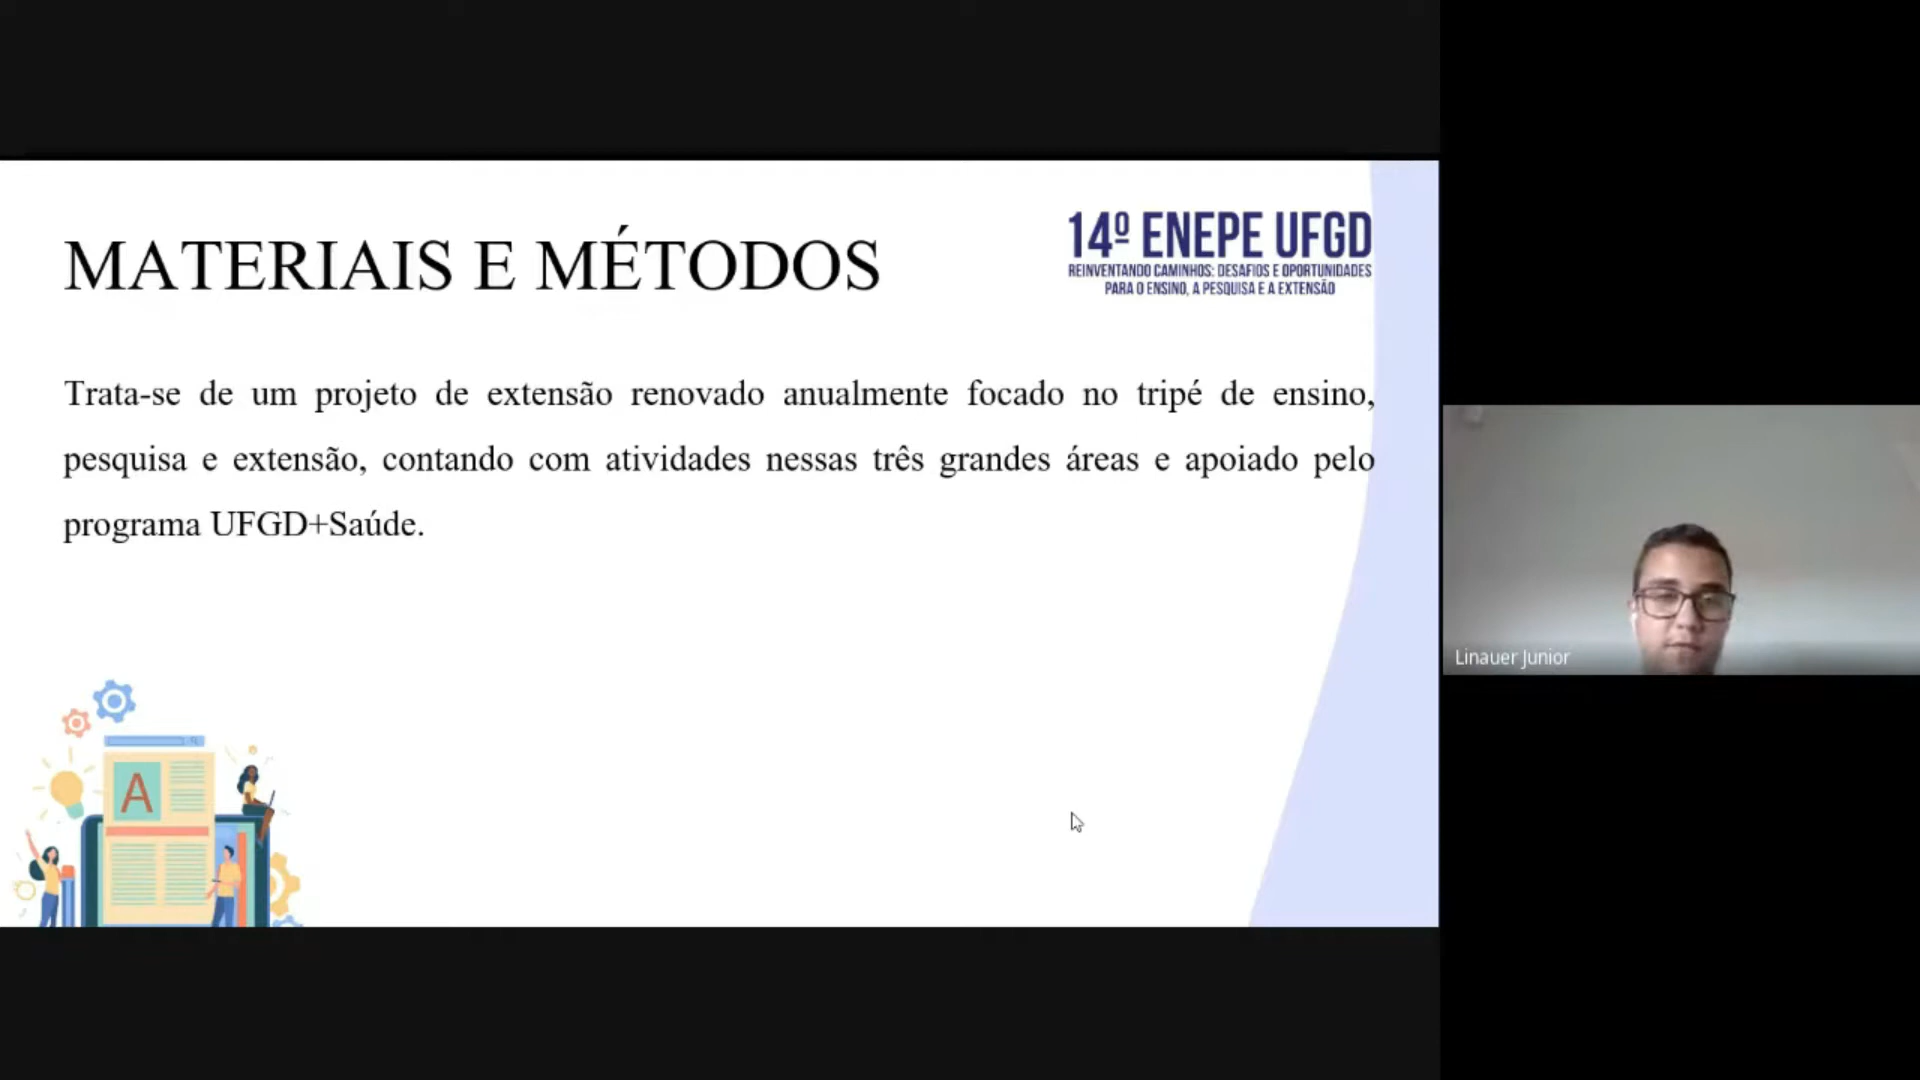 MATERIAIS E MÉTODOS
14º ENEPE UFGD
REINVENTANDO CAMINHOS: DESAFIOS E OPORTUNIDADES
PARA O ENSINO, A PESQUISA E A EXTENSÃO
Trata-se de um projeto de extensão renovado anualmente focado no tripé de ensino,
pesquisa e extensão, contando com atividades nessas três grandes áreas e apoiado pelo
programa UFGD+Saúde.
A
Linauer Junior